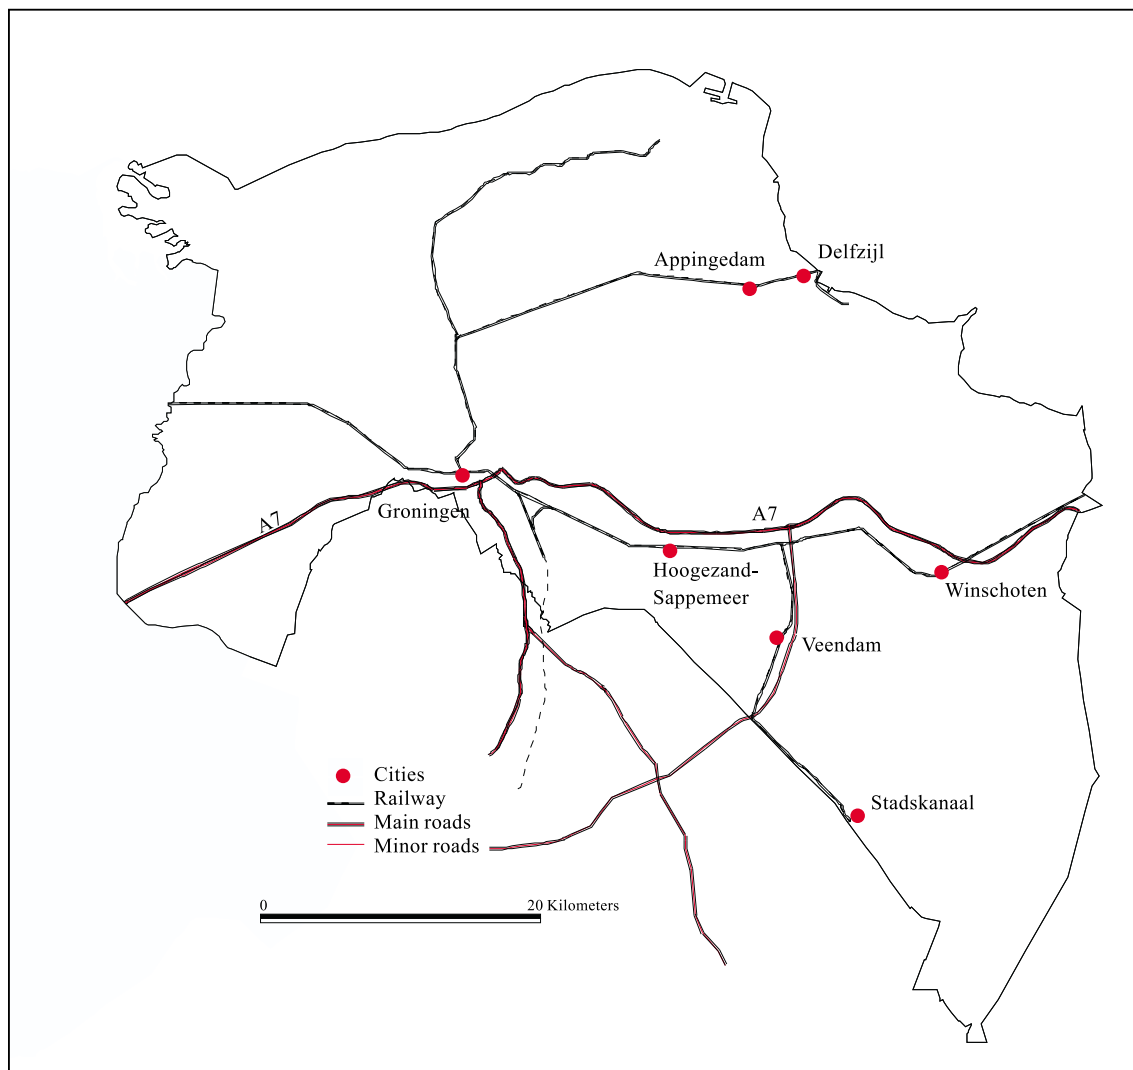 Delfzijl
Appingedam
A7
Groningen
A7
Hoogezand-
Sappemeer
Winschoten
Veendam
Cities
Railway
Main roads
Minor roads
Stadskanaal
0
20 Kilometers